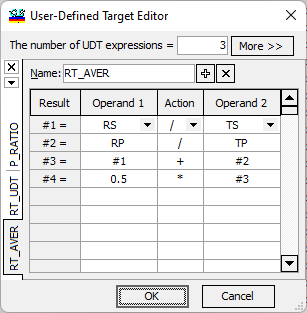 User-Defined Target Editor
The number of UDT expressions = 3 More >>
Name: RT_AVER
P_RATIO
RT_UDT
RT_AVER
Result Operand 1 Action Operand 2
#1 = RS / TS
#2 = RP / TP
#3 = #1 + #2
#4 = 0.5 * #3
OK Cancel